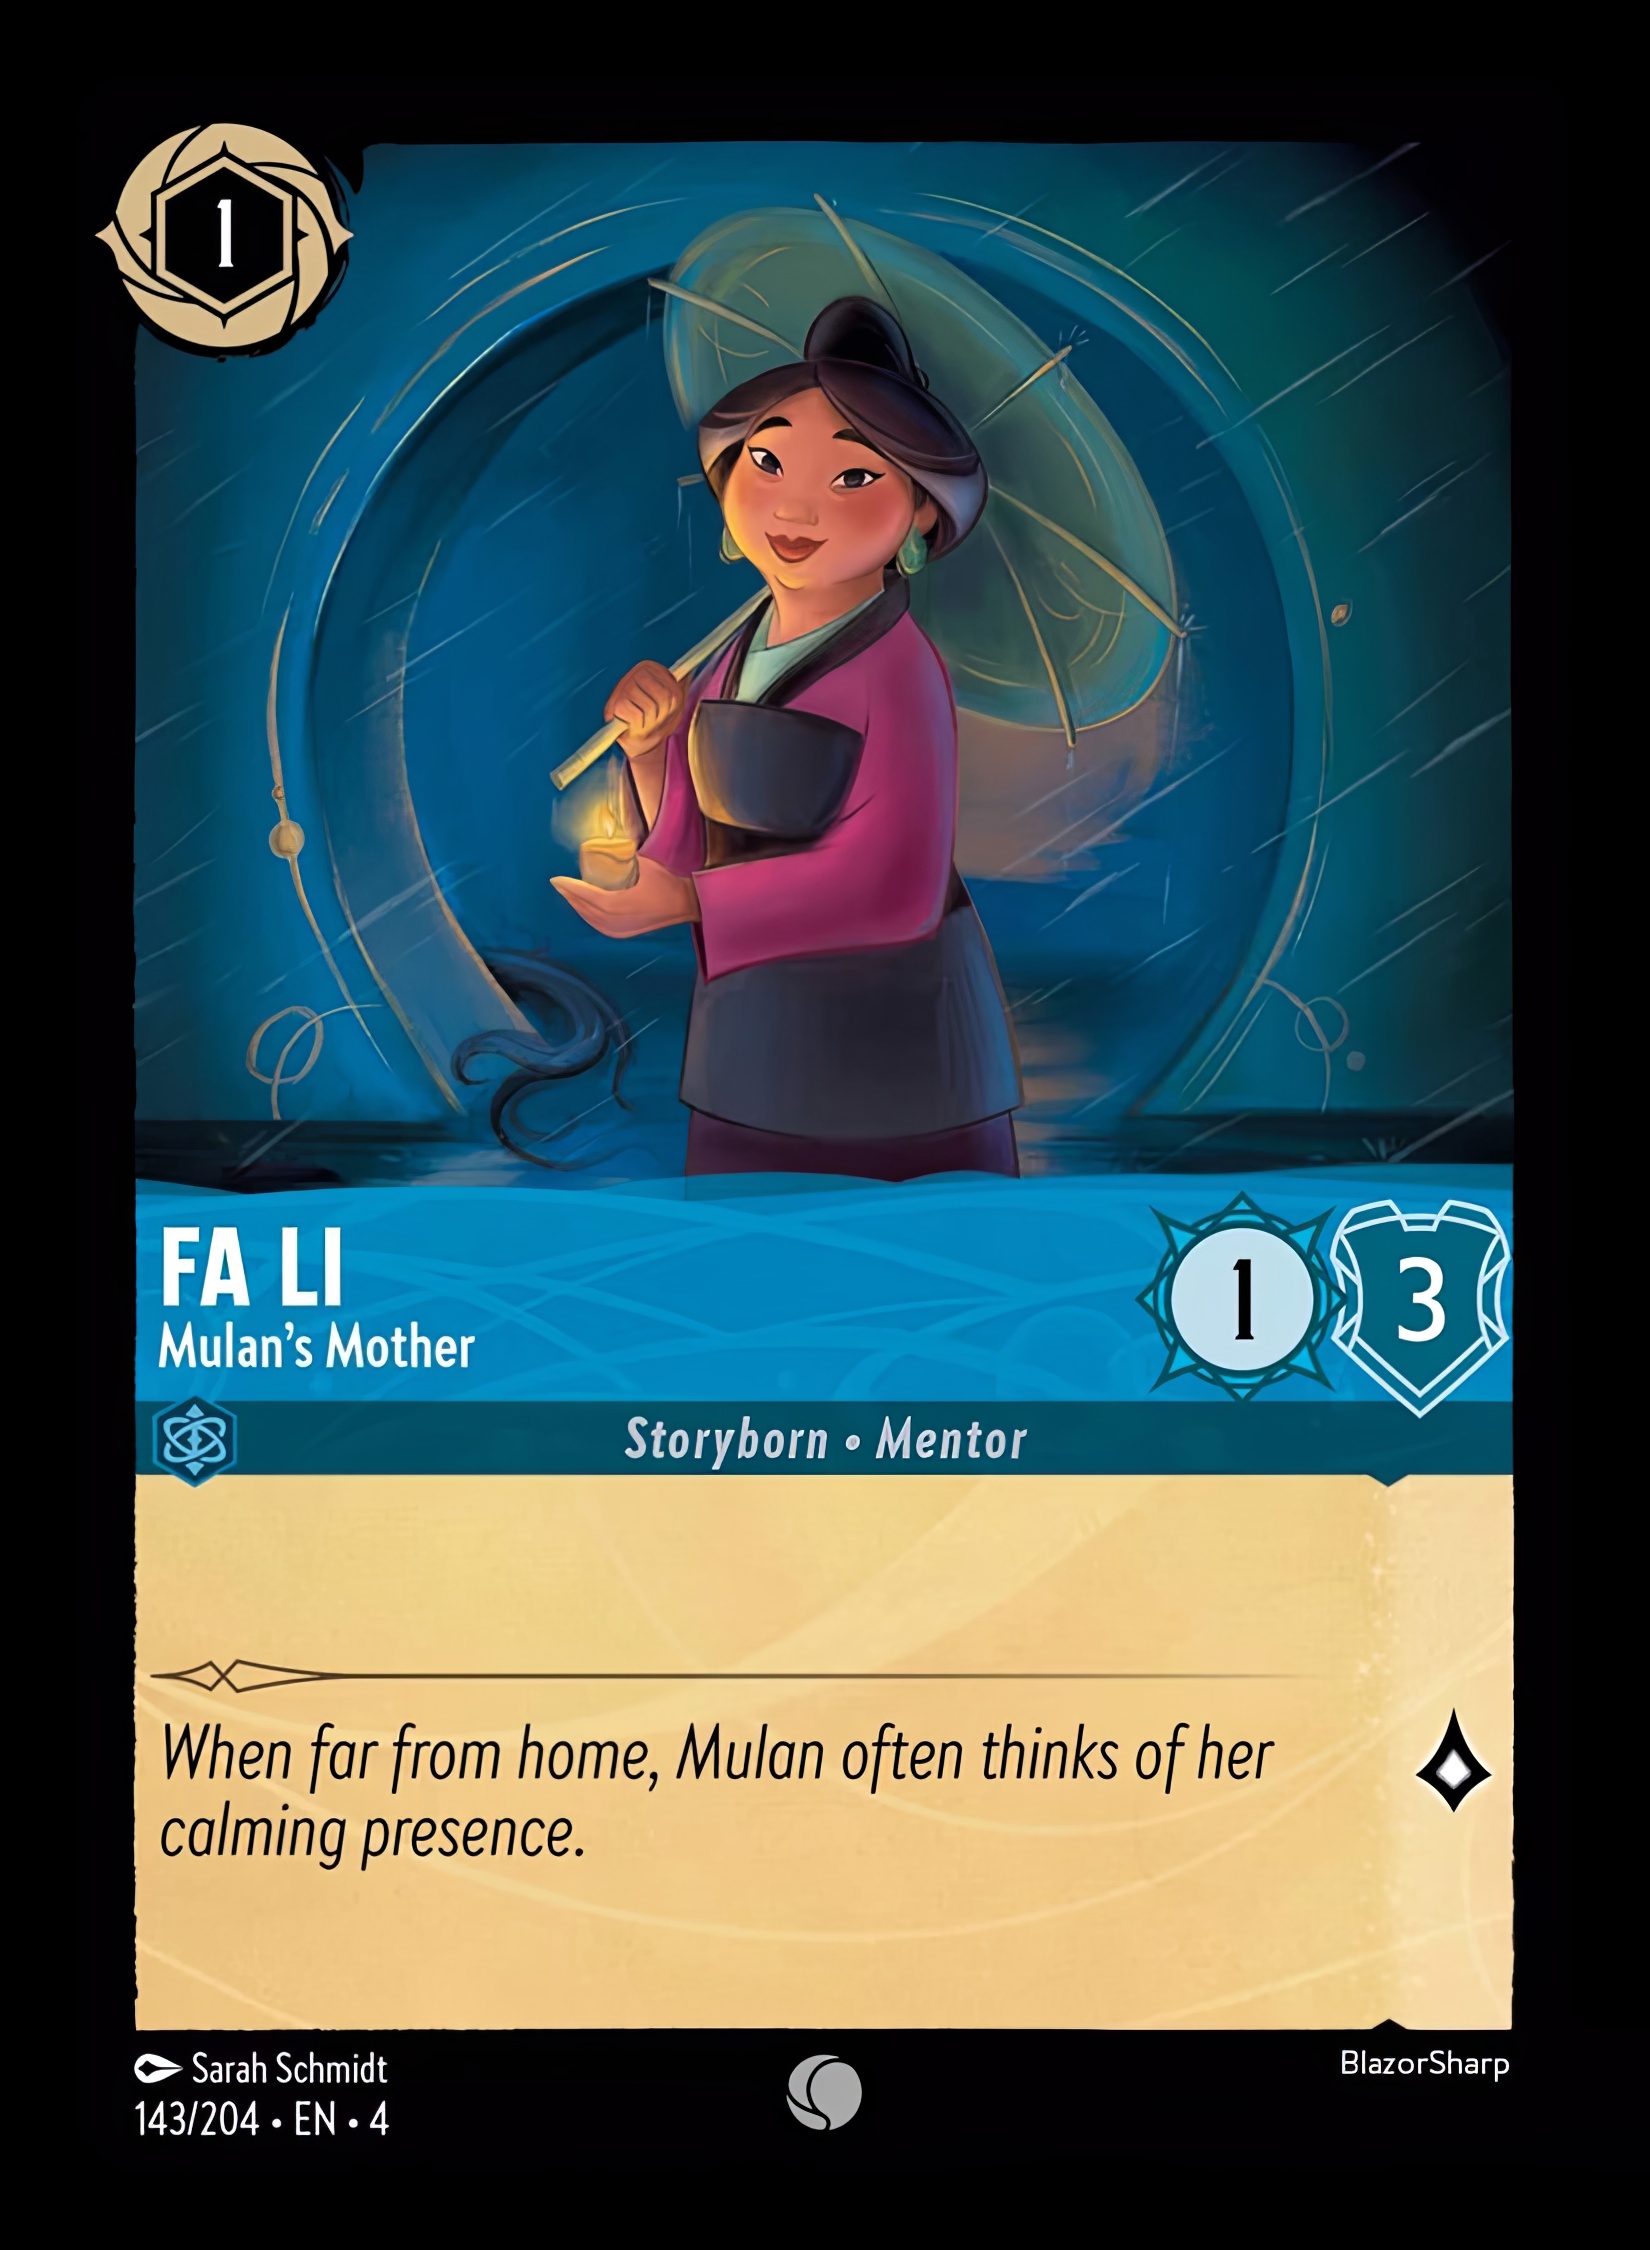 1
FA LI
Mulan's Mother
1
3
Storyborn • Mentor
When far from home, Mulan often thinks of her
calming presence.
Sarah Schmidt
BlazorSharp
143/204 • EN • 4